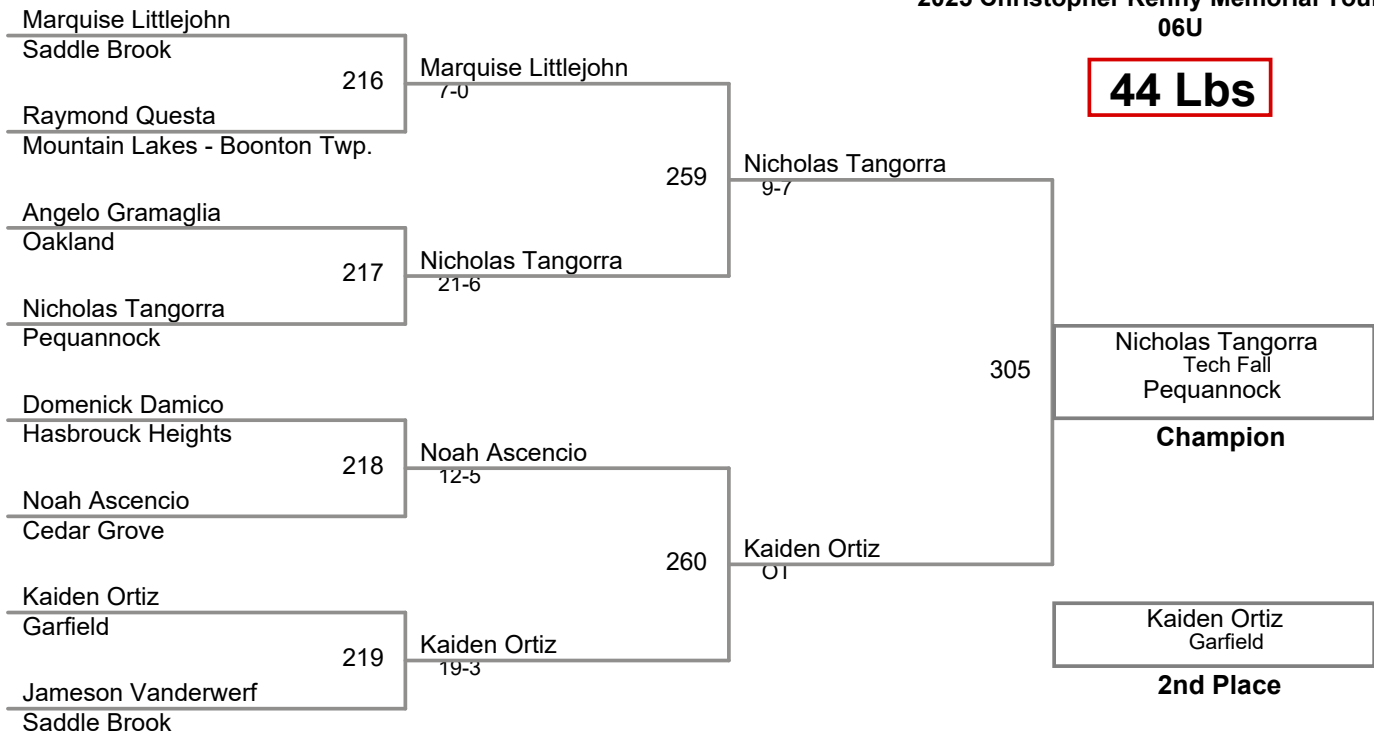 2025 Christopher Kenny Memorial
06U
44 Lbs
Marquise Littlejohn
Saddle Brook
216
Raymond Questa
Mountain Lakes - Boonton Twp.
Angelo Gramaglia
Oakland
217
Nicholas Tangorra
Pequannock
Domenick Damico
Hasbrouck Heights
218
Noah Ascencio
Cedar Grove
Kaiden Ortiz
Garfield
219
Jameson Vanderwerf
Saddle Brook
Marquise Littlejohn
7-0
259
Nicholas Tangorra
21-6
Noah Ascencio
12-5
260
Kaiden Ortiz
19-3
Nicholas Tangorra
9-7
305
Kaiden Ortiz
OT
Nicholas Tangorra
Tech Fall
Pequannock
Champion
Kaiden Ortiz
Garfield
2nd Place